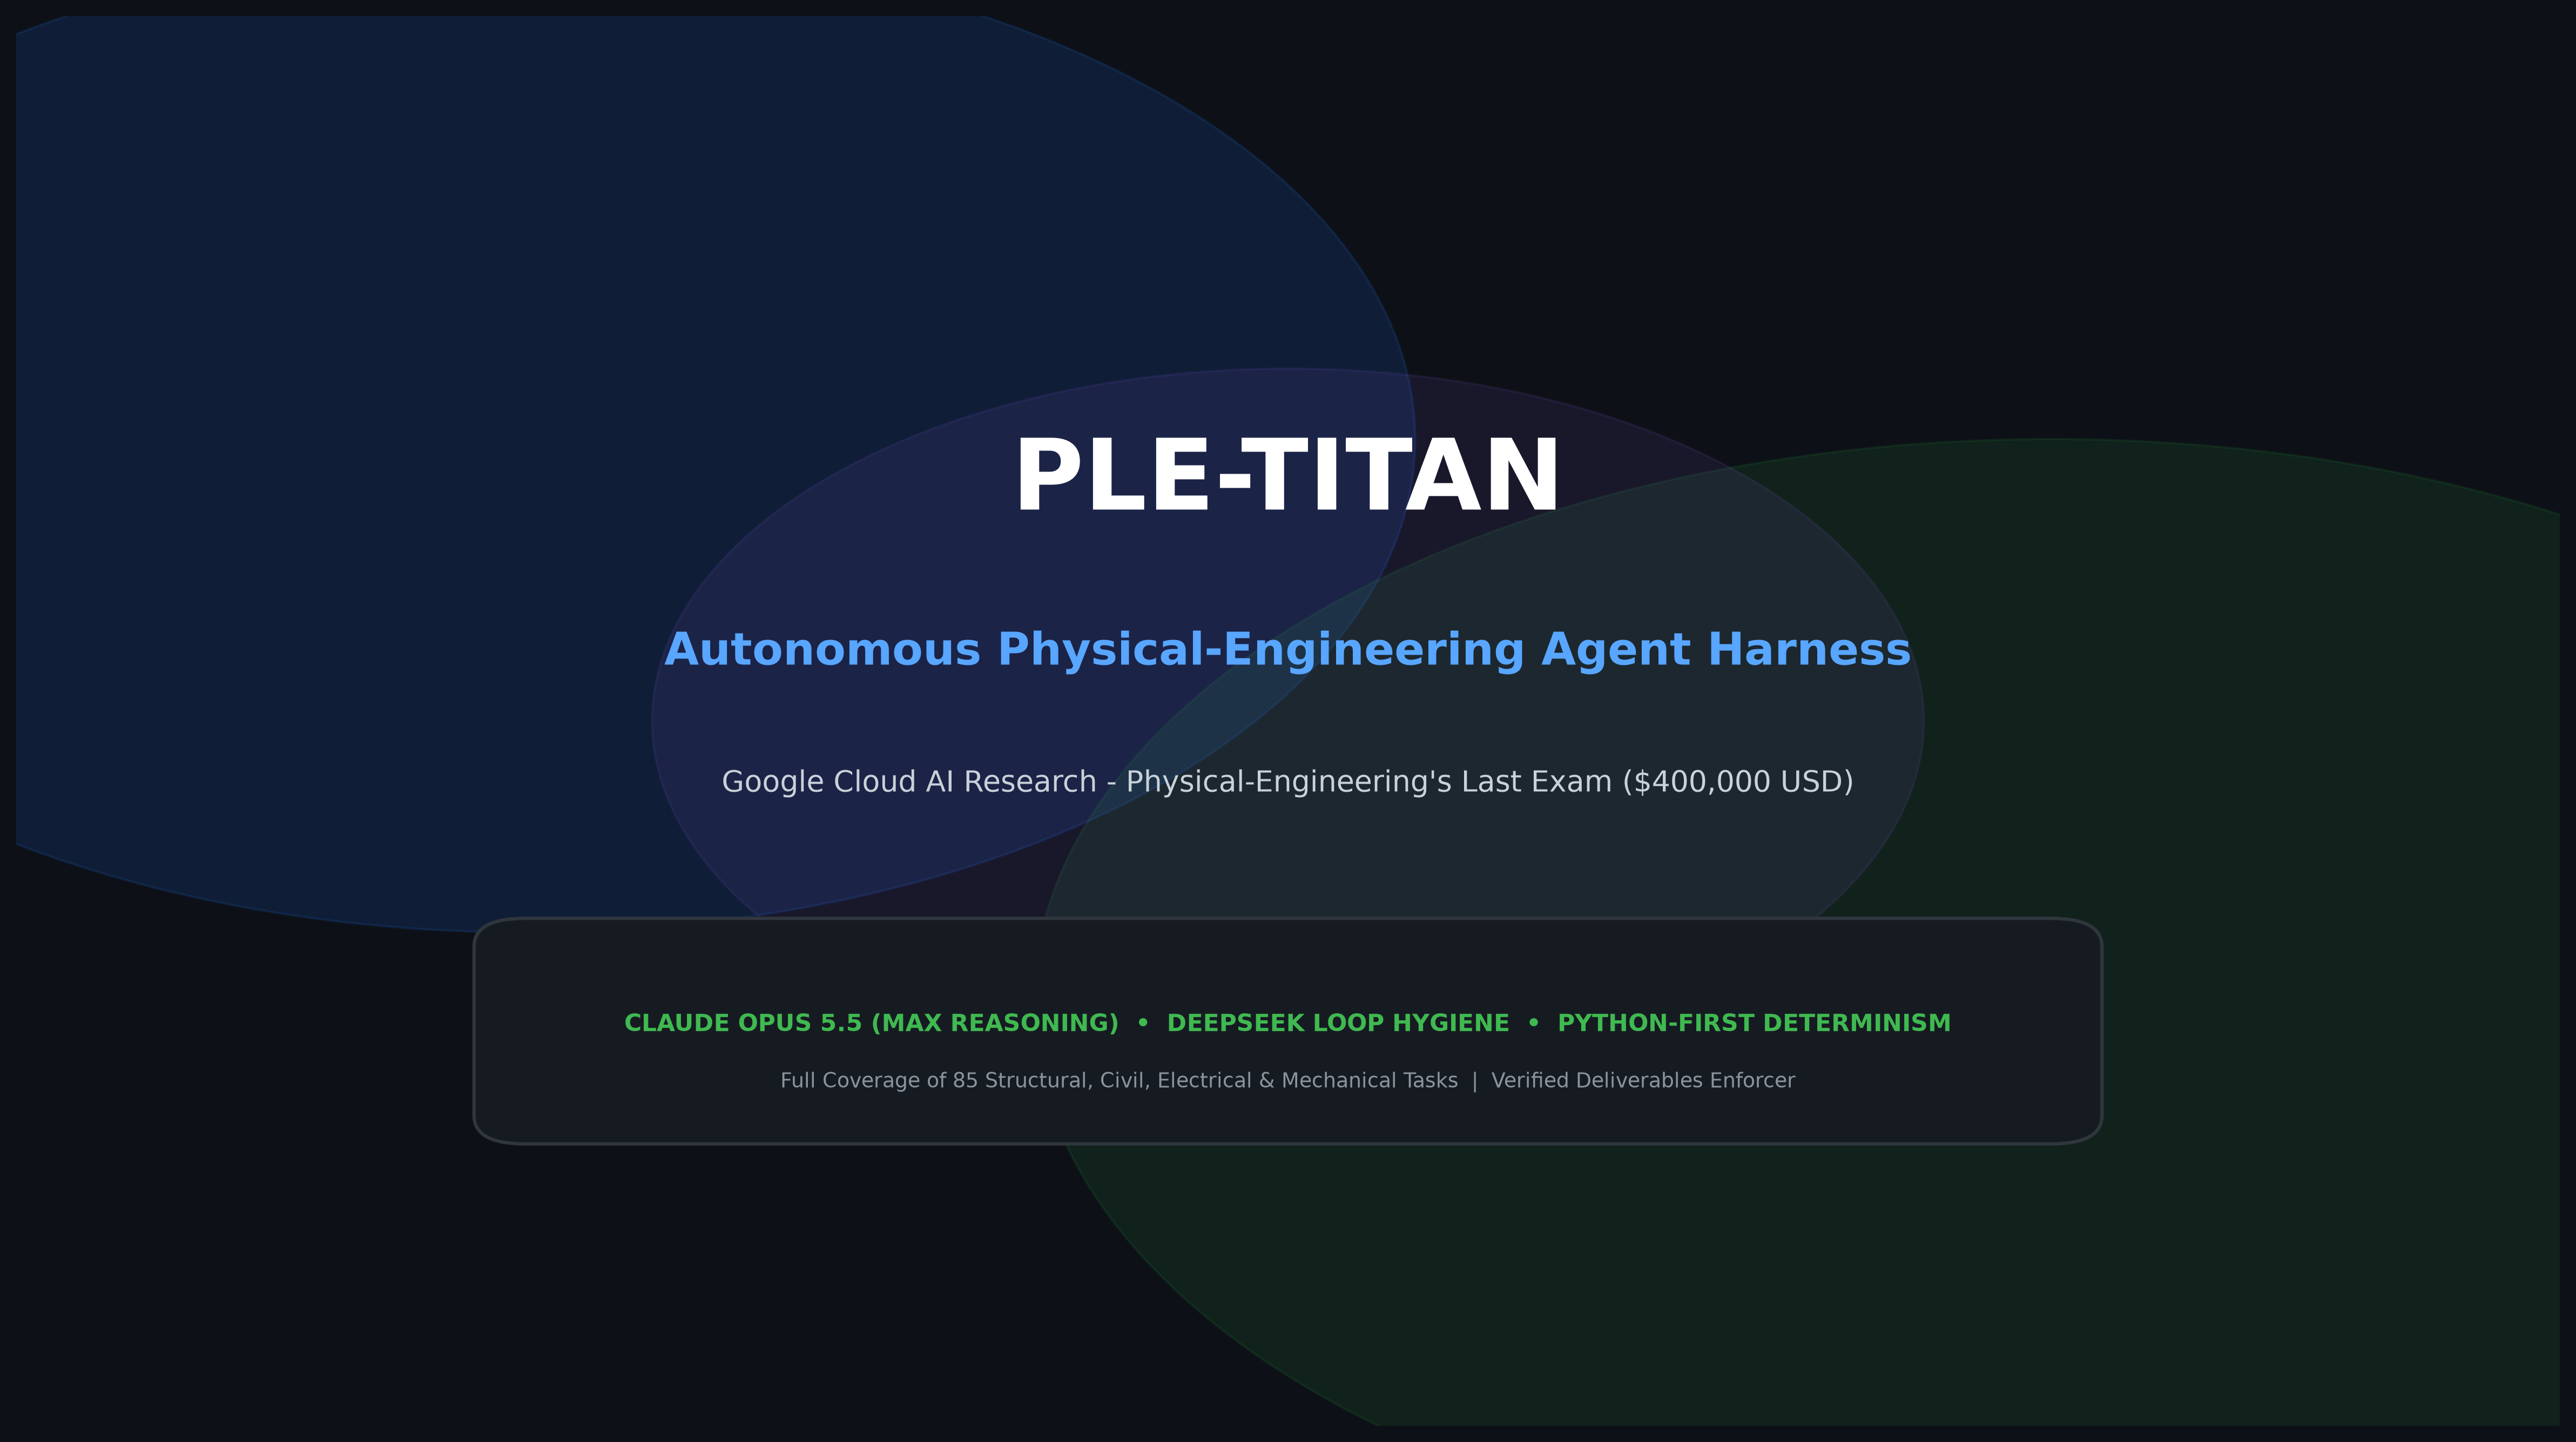 PLE-TITAN
Autonomous Physical-Engineering Agent Harness
Google Cloud AI Research - Physical-Engineering's Last Exam ($400,000 USD)
CLAUDE OPUS 5.5 (MAX REASONING) • DEEPSEEK LOOP HYGIENE • PYTHON-FIRST DETERMINISM
Full Coverage of 85 Structural, Civil, Electrical & Mechanical Tasks | Verified Deliverables Enforcer